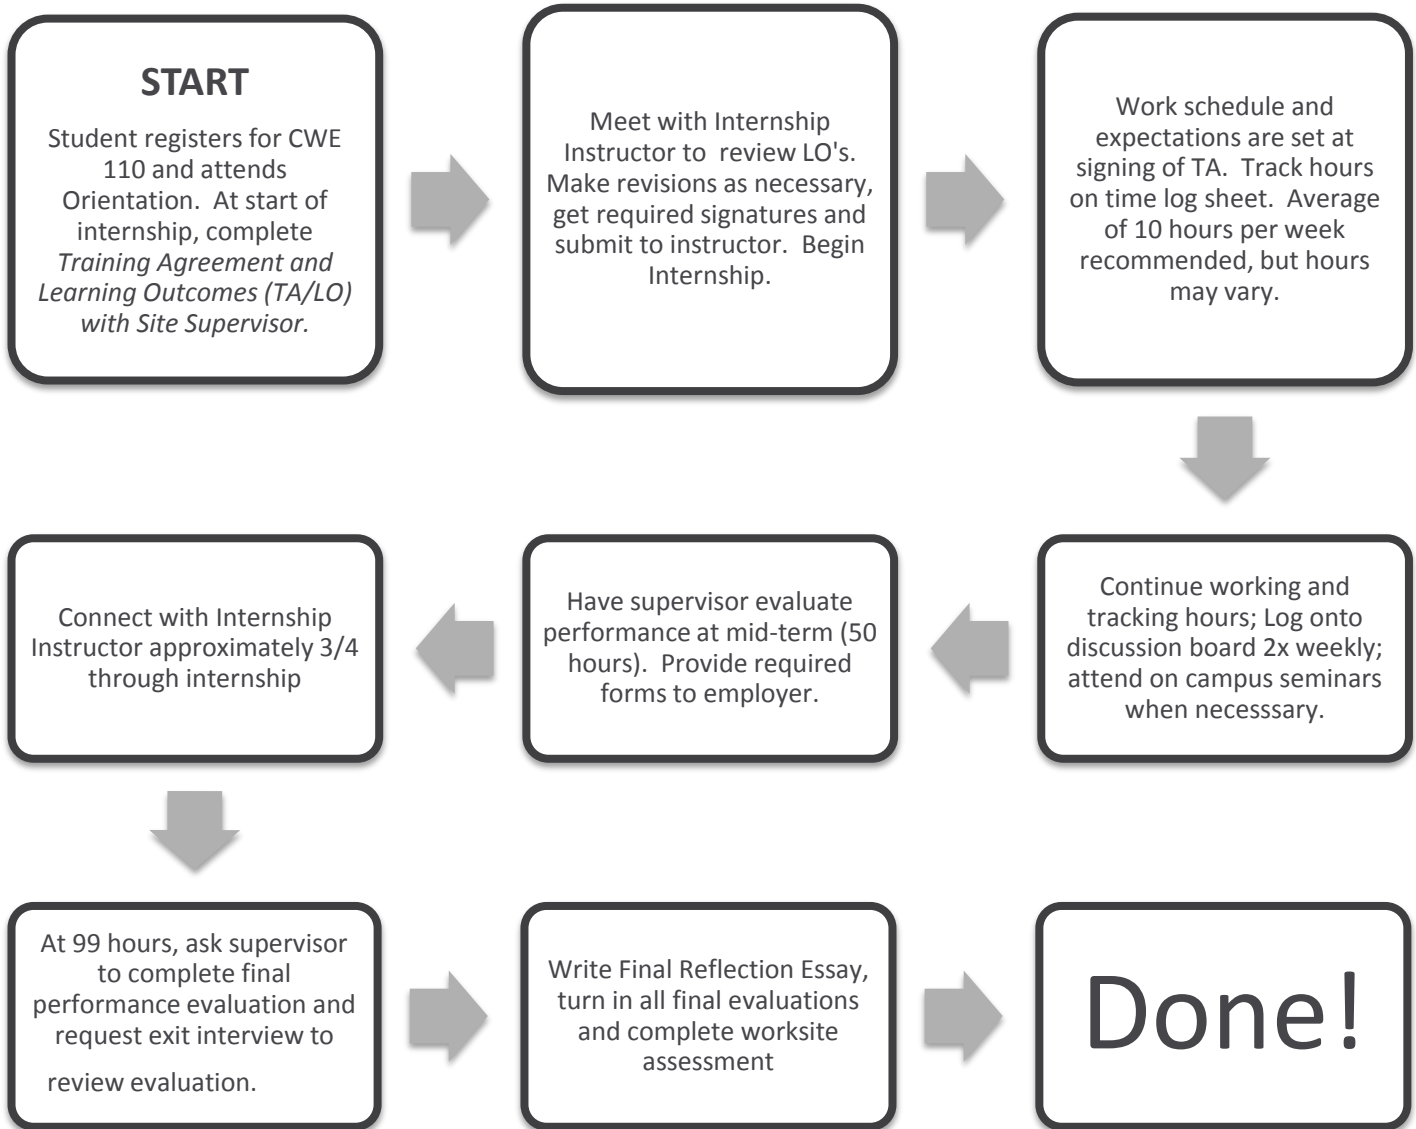 START
Student registers for CWE
110 and attends
Orientation. At start of
internship, complete
Training Agreement and
Learning Outcomes (TA/LO)
with Site Supervisor.
Meet with Internship
Instructor to review LO's.
Make revisions as necessary,
get required signatures and
submit to instructor. Begin
Internship.
Work schedule and
expectations are set at
signing of TA. Track hours
on time log sheet. Average
of 10 hours per week
recommended, but hours
may vary.
Continue working and
tracking hours; Log onto
discussion board 2x weekly;
attend on campus seminars
when necesssary.
Have supervisor evaluate
performance at mid-term (50
hours). Provide required
forms to employer.
Connect with Internship
Instructor approximately 3/4
through internship
At 99 hours, ask supervisor
to complete final
performance evaluation and
request exit interview to
review evaluation.
Write Final Reflection Essay,
turn in all final evaluations
and complete worksite
assessment
Done!